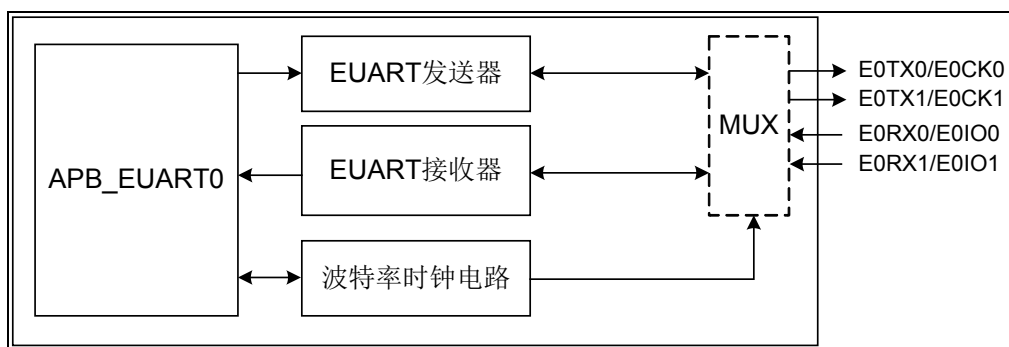 APB_EUART0
EUART发送器
EUART接收器
波特率时钟电路
MUX
E0TX0/E0CK0
E0TX1/E0CK1
E0RX0/E0IO0
E0RX1/E0IO1